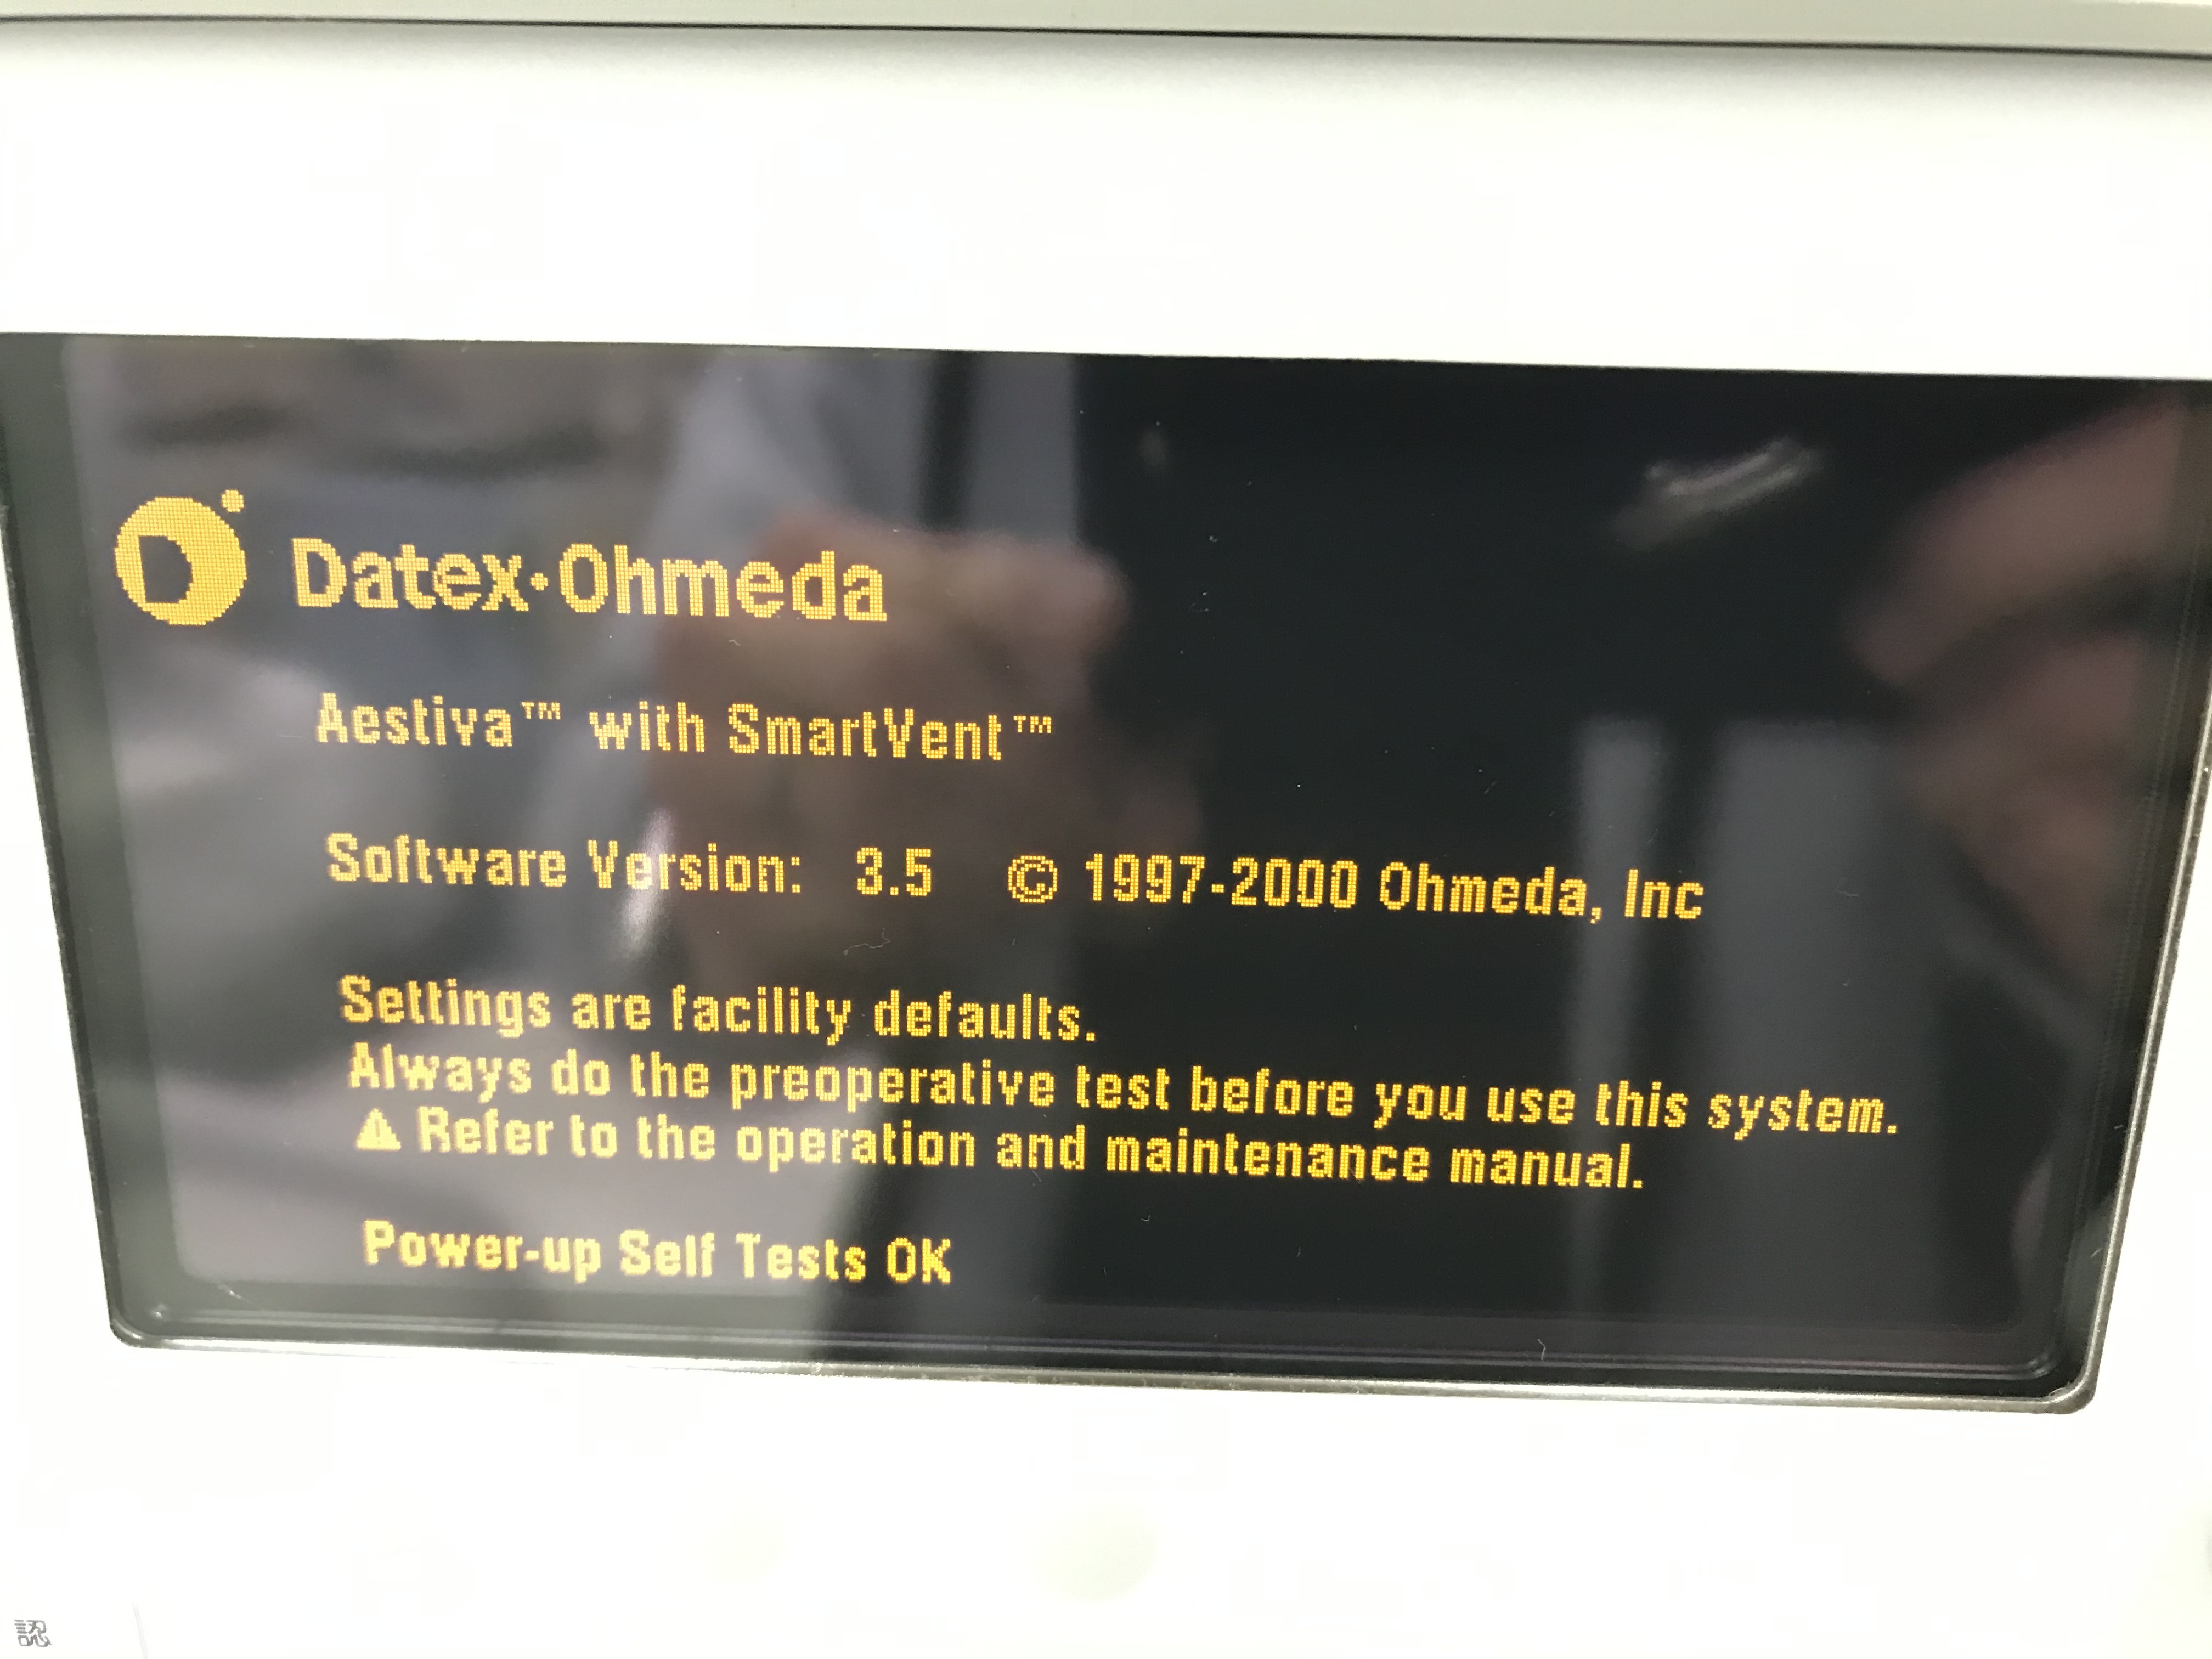 Datex·Ohmeda
Aestiva™ with SmartVent™
Software Version: 3.5 © 1997-2000 Ohmeda, Inc
Settings are facility defaults.
Always do the preoperative test before you use this system.
⚠ Refer to the operation and maintenance manual.
Power-up Self Tests OK
認